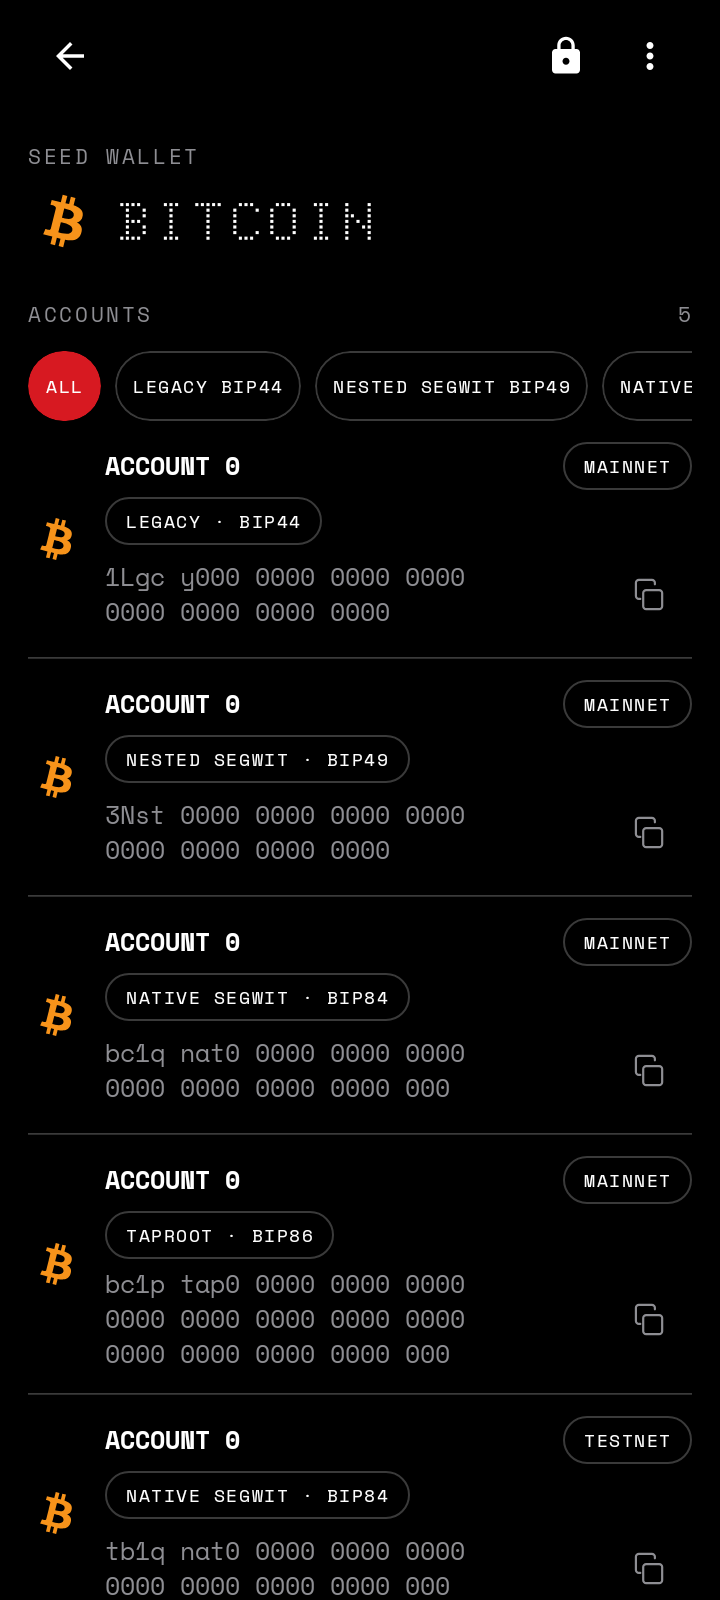 SEED WALLET
BITCOIN
ACCOUNTS 5
ALL LEGACY BIP44 NESTED SEGWIT BIP49 NATIVE
ACCOUNT 0 MAINNET
LEGACY · BIP44
1Lgc y000 0000 0000 0000
0000 0000 0000 0000
ACCOUNT 0 MAINNET
NESTED SEGWIT · BIP49
3Nst 0000 0000 0000 0000
0000 0000 0000 0000
ACCOUNT 0 MAINNET
NATIVE SEGWIT · BIP84
bc1q nat0 0000 0000 0000
0000 0000 0000 0000 000
ACCOUNT 0 MAINNET
TAPROOT · BIP86
bc1p tap0 0000 0000 0000
0000 0000 0000 0000 0000
0000 0000 0000 0000 000
ACCOUNT 0 TESTNET
NATIVE SEGWIT · BIP84
tb1q nat0 0000 0000 0000
0000 0000 0000 0000 000